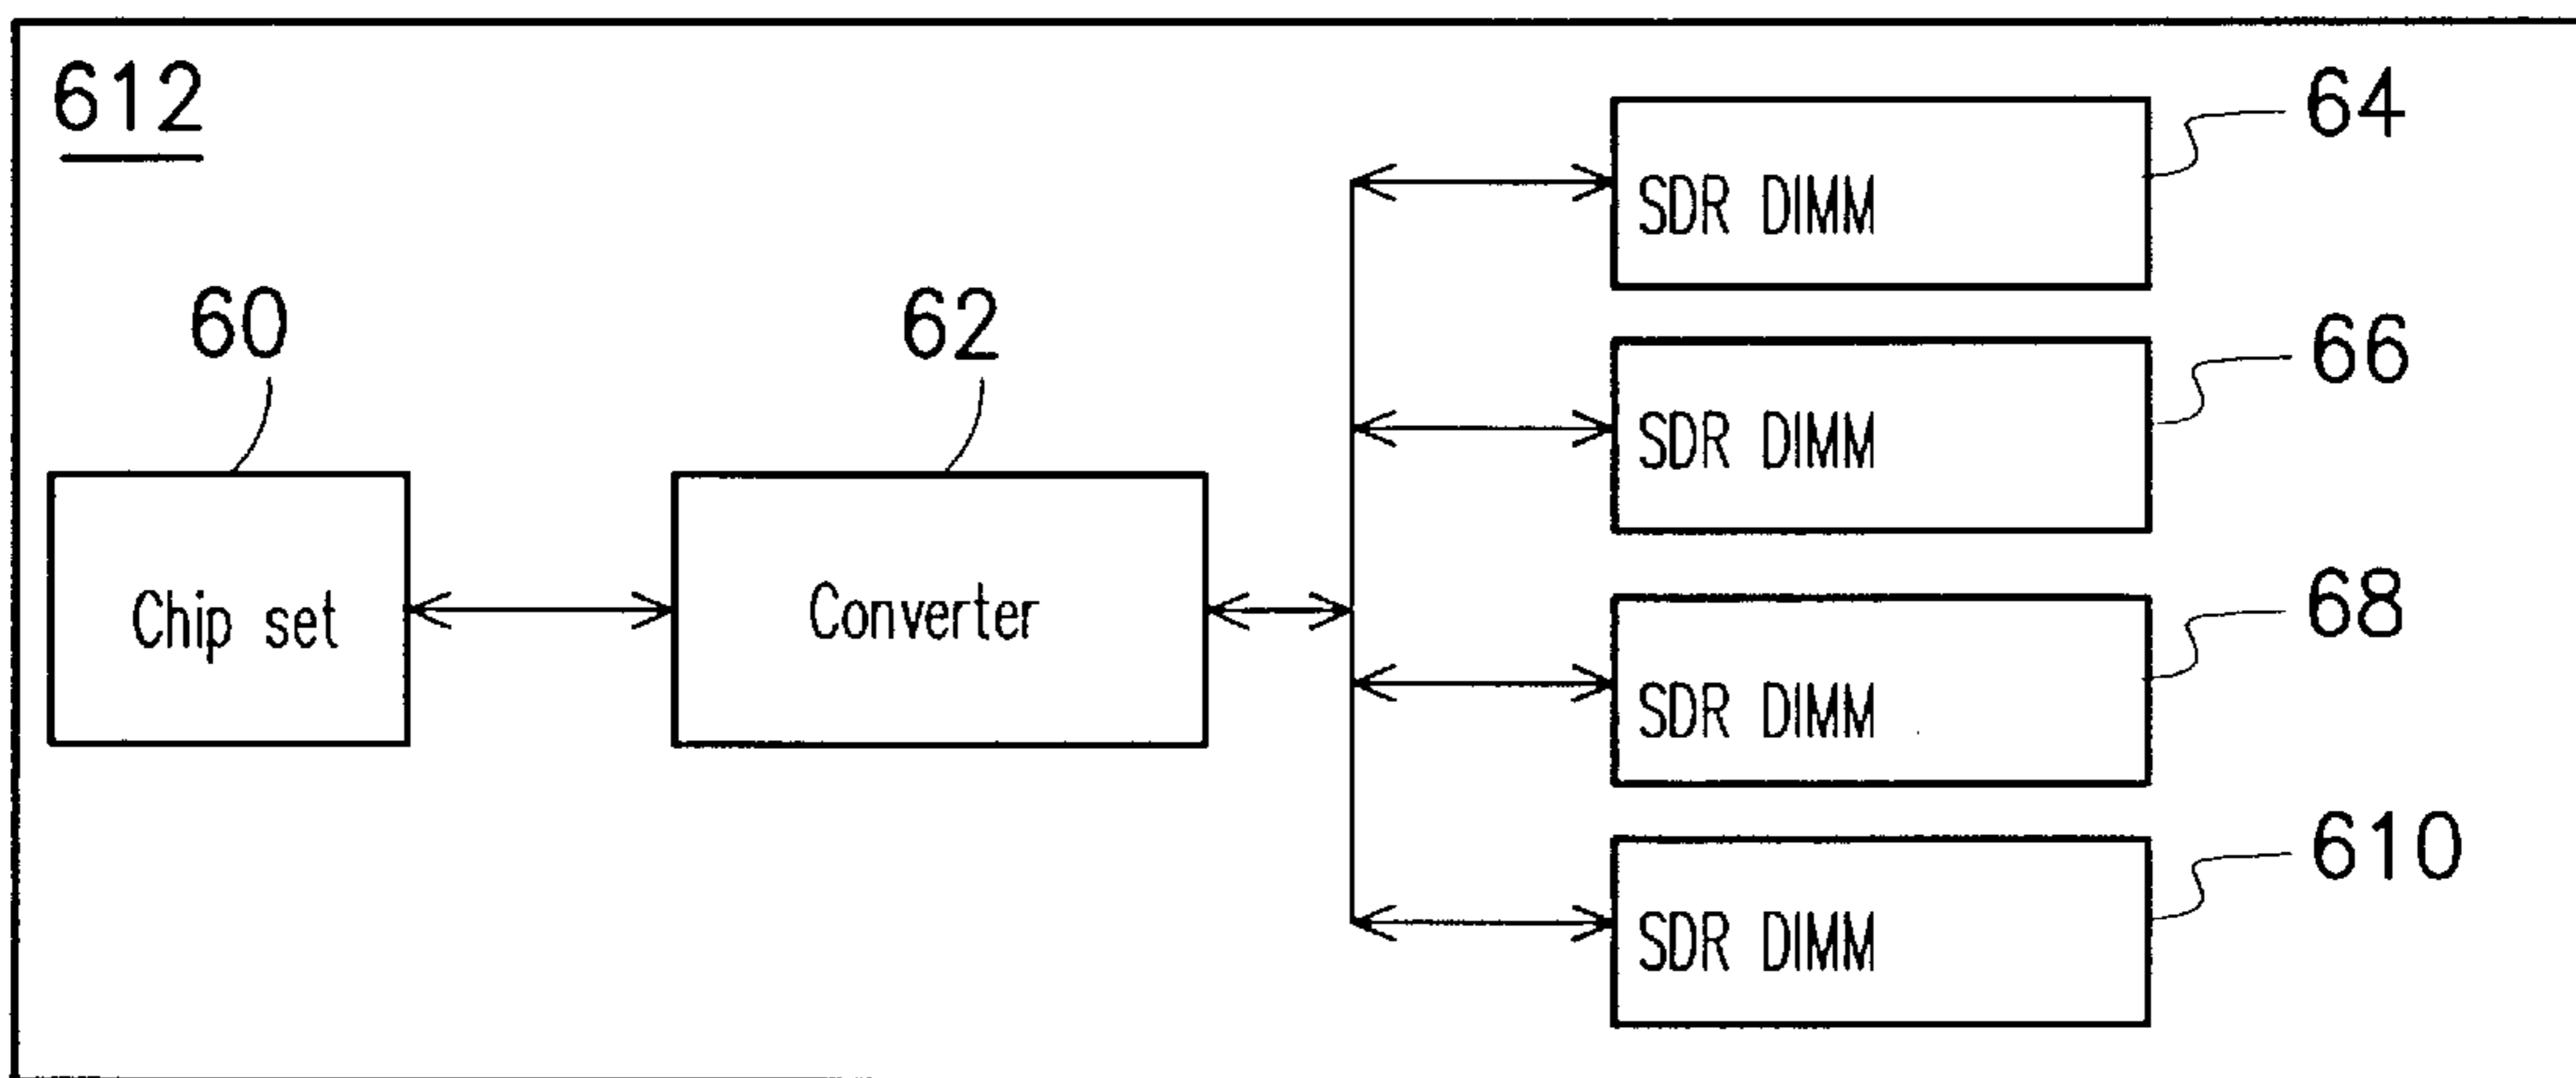 612
64
SDR DIMM
60
62
66
SDR DIMM
Chip set
Converter
68
SDR DIMM
610
SDR DIMM